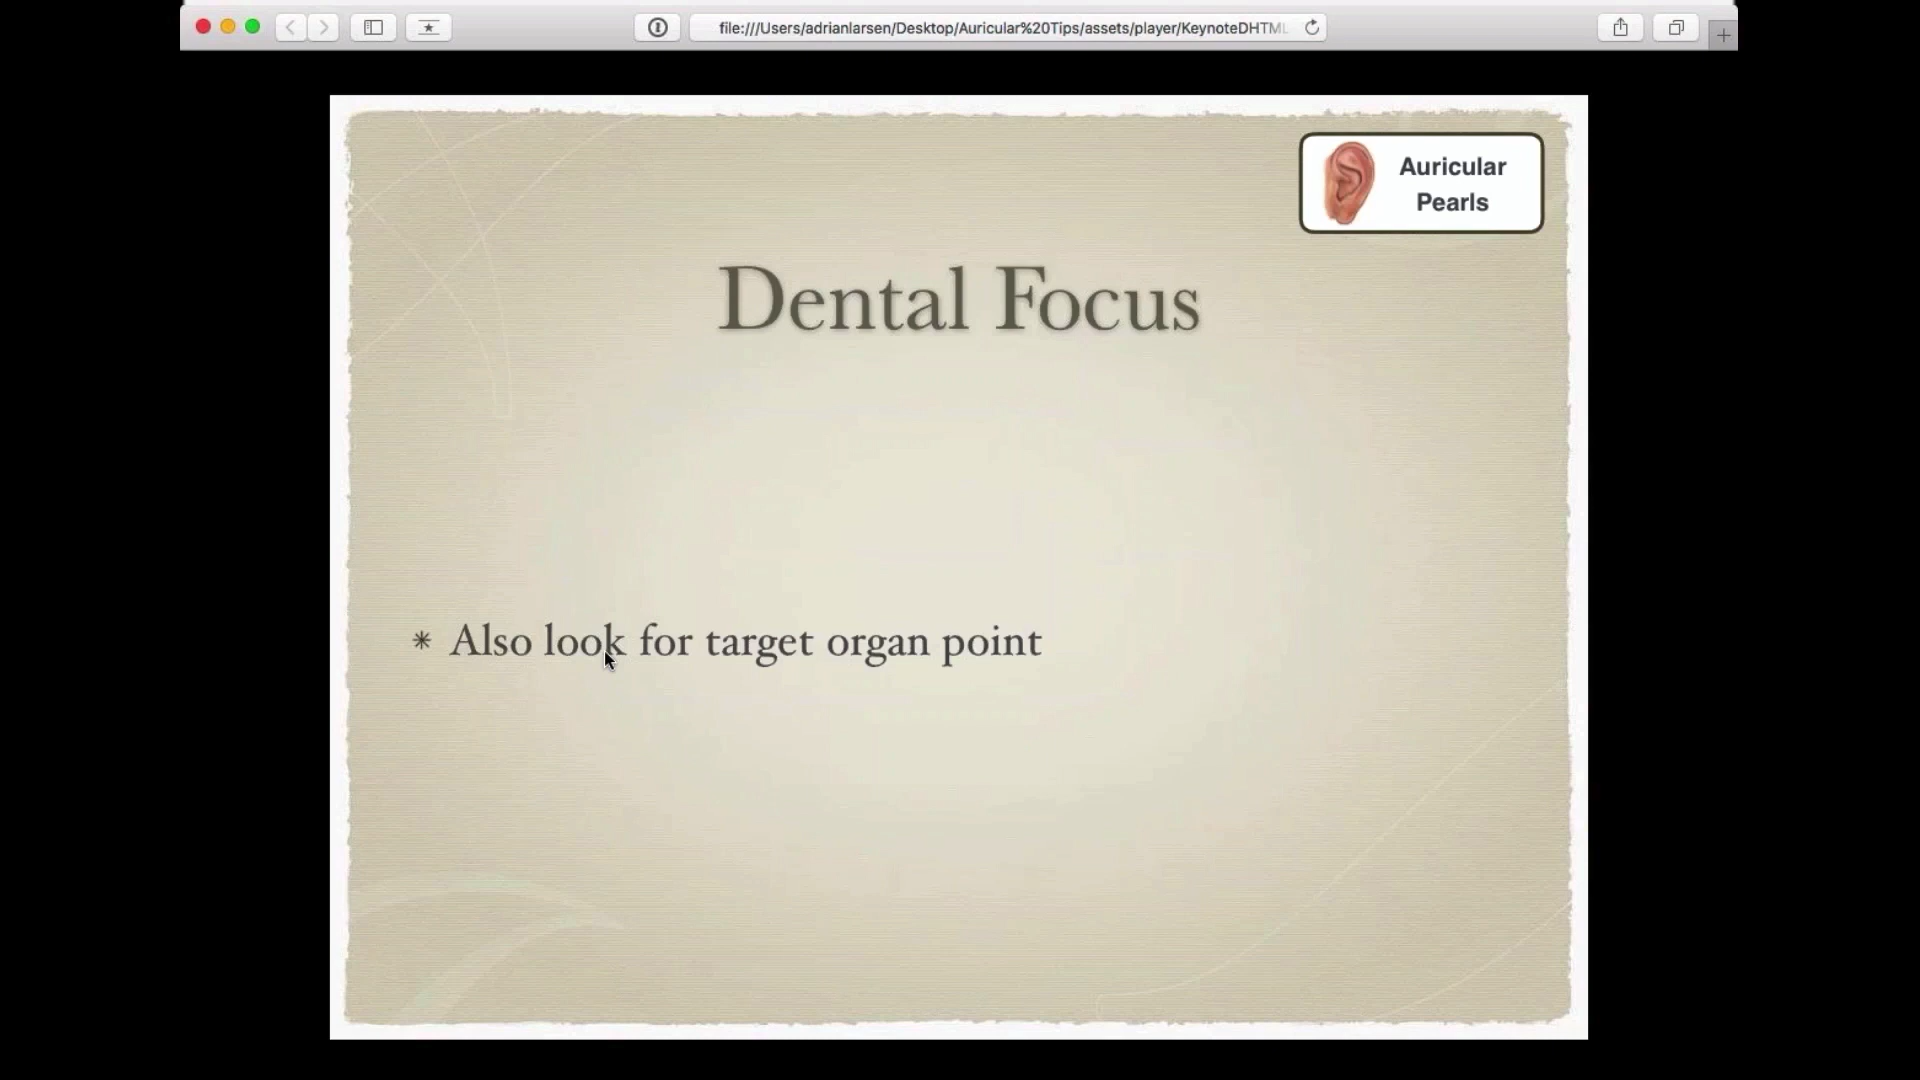 file:///Users/adrianlarsen/Desktop/Auricular%20Tips/assets/player/KeynoteDHTML
Auricular
Pearls
Dental Focus
* Also look for target organ point